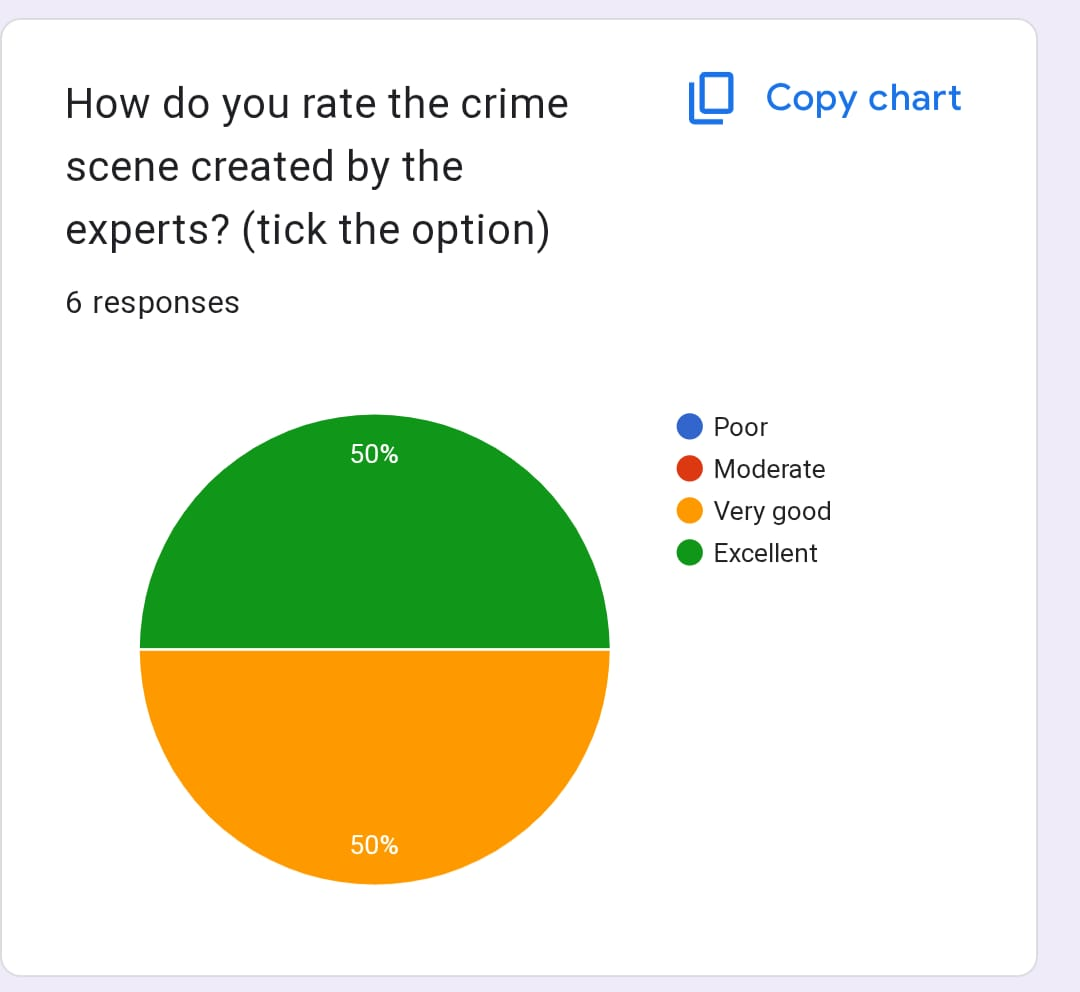 How do you rate the crime
scene created by the
experts? (tick the option)
Copy chart
6 responses
50%
50%
Poor
Moderate
Very good
Excellent